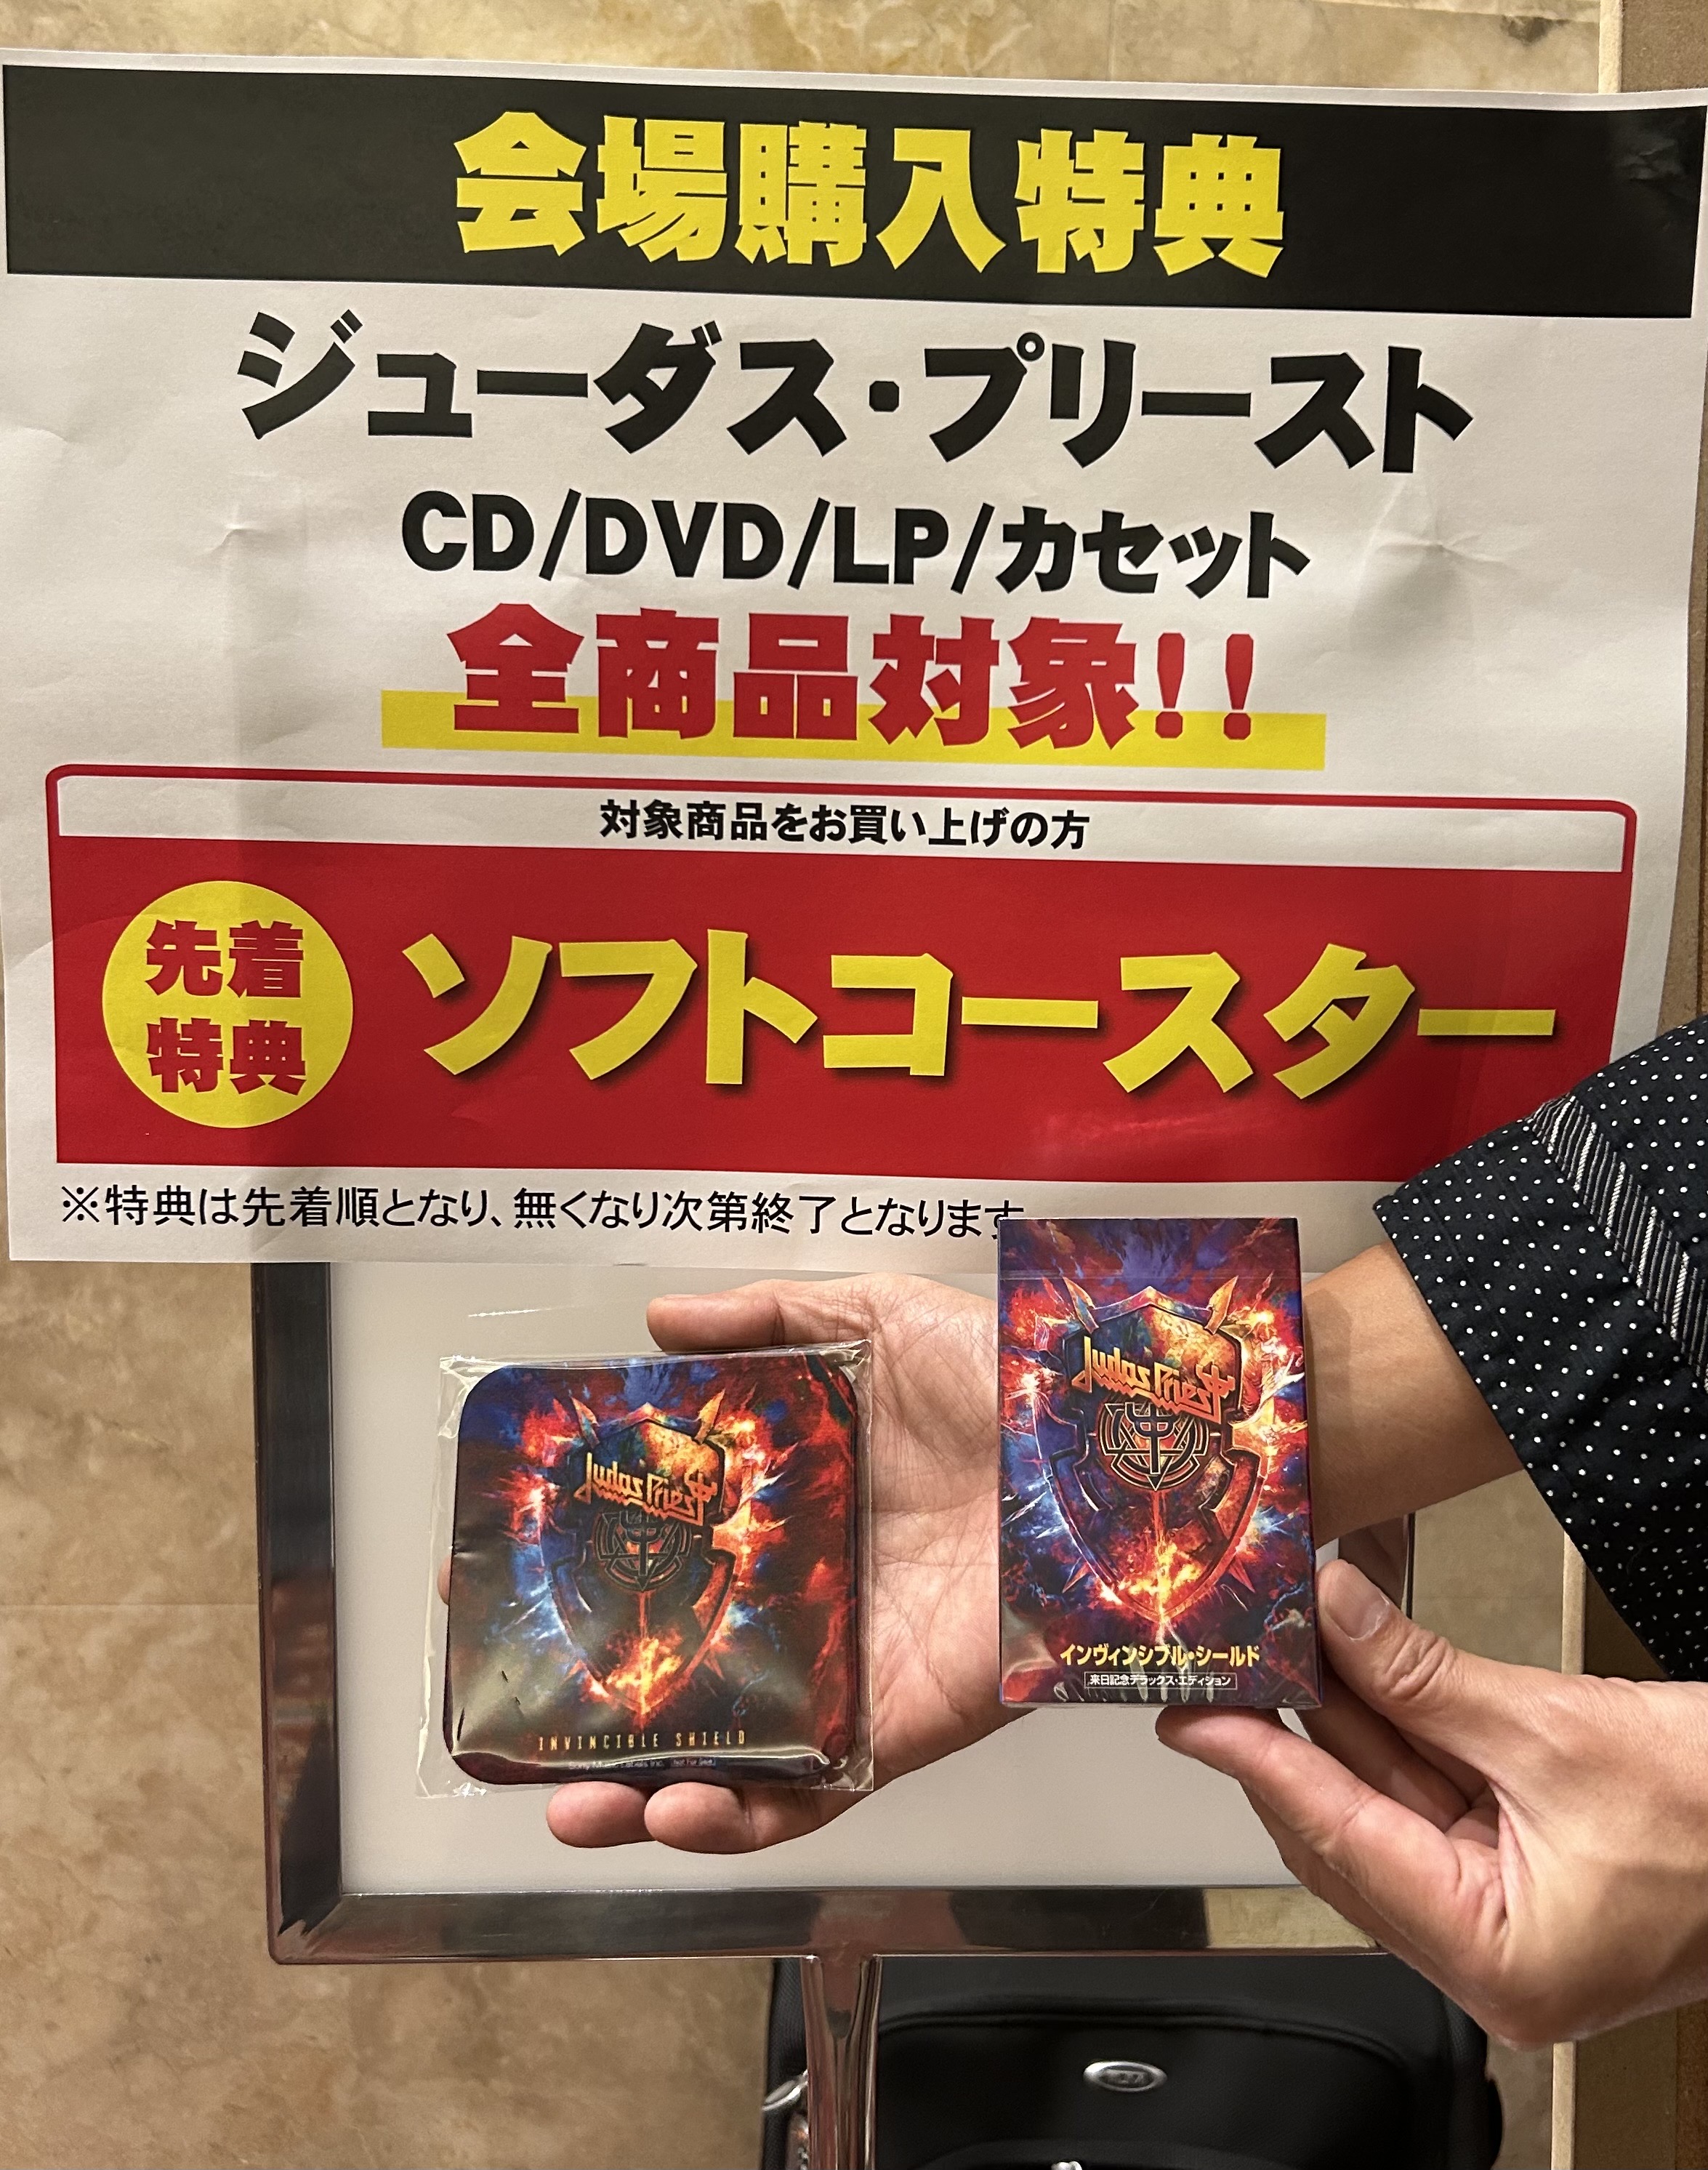 会場購入特典
ジューダス・プリースト
CD/DVD/LP/カセット
全商品対象!!
対象商品をお買い上げの方
先着
特典
ソフトコースター
※特典は先着順となり、無くなり次第終了となります
Judas Priest
INVINCIBLE SHIELD
Judas Priest
インヴィンシブル・シールド
来日記念デラックス・エディション